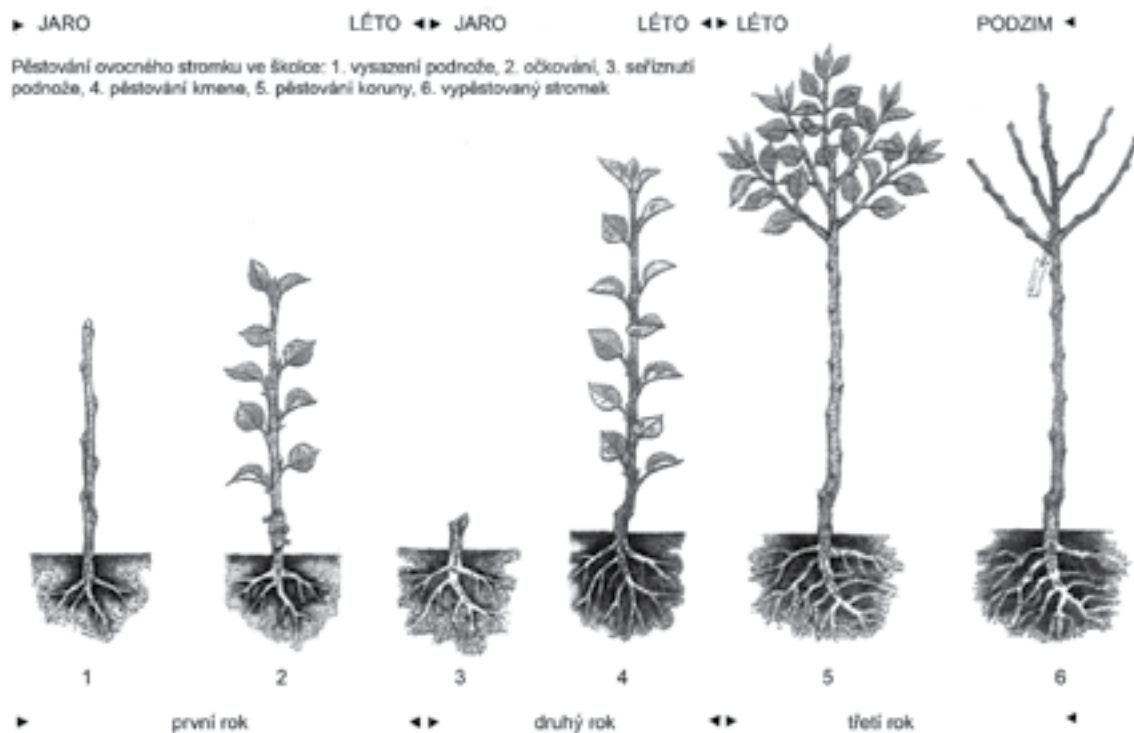 JARO LÉTO JARO LÉTO LÉTO PODZIM
Pěstování ovocného stromku ve školce: 1. vysazení podnože, 2. očkování, 3. seříznutí
podnože, 4. pěstování kmene, 5. pěstování koruny, 6. vypěstovaný stromek
1 2 3 4 5 6
první rok druhý rok třetí rok